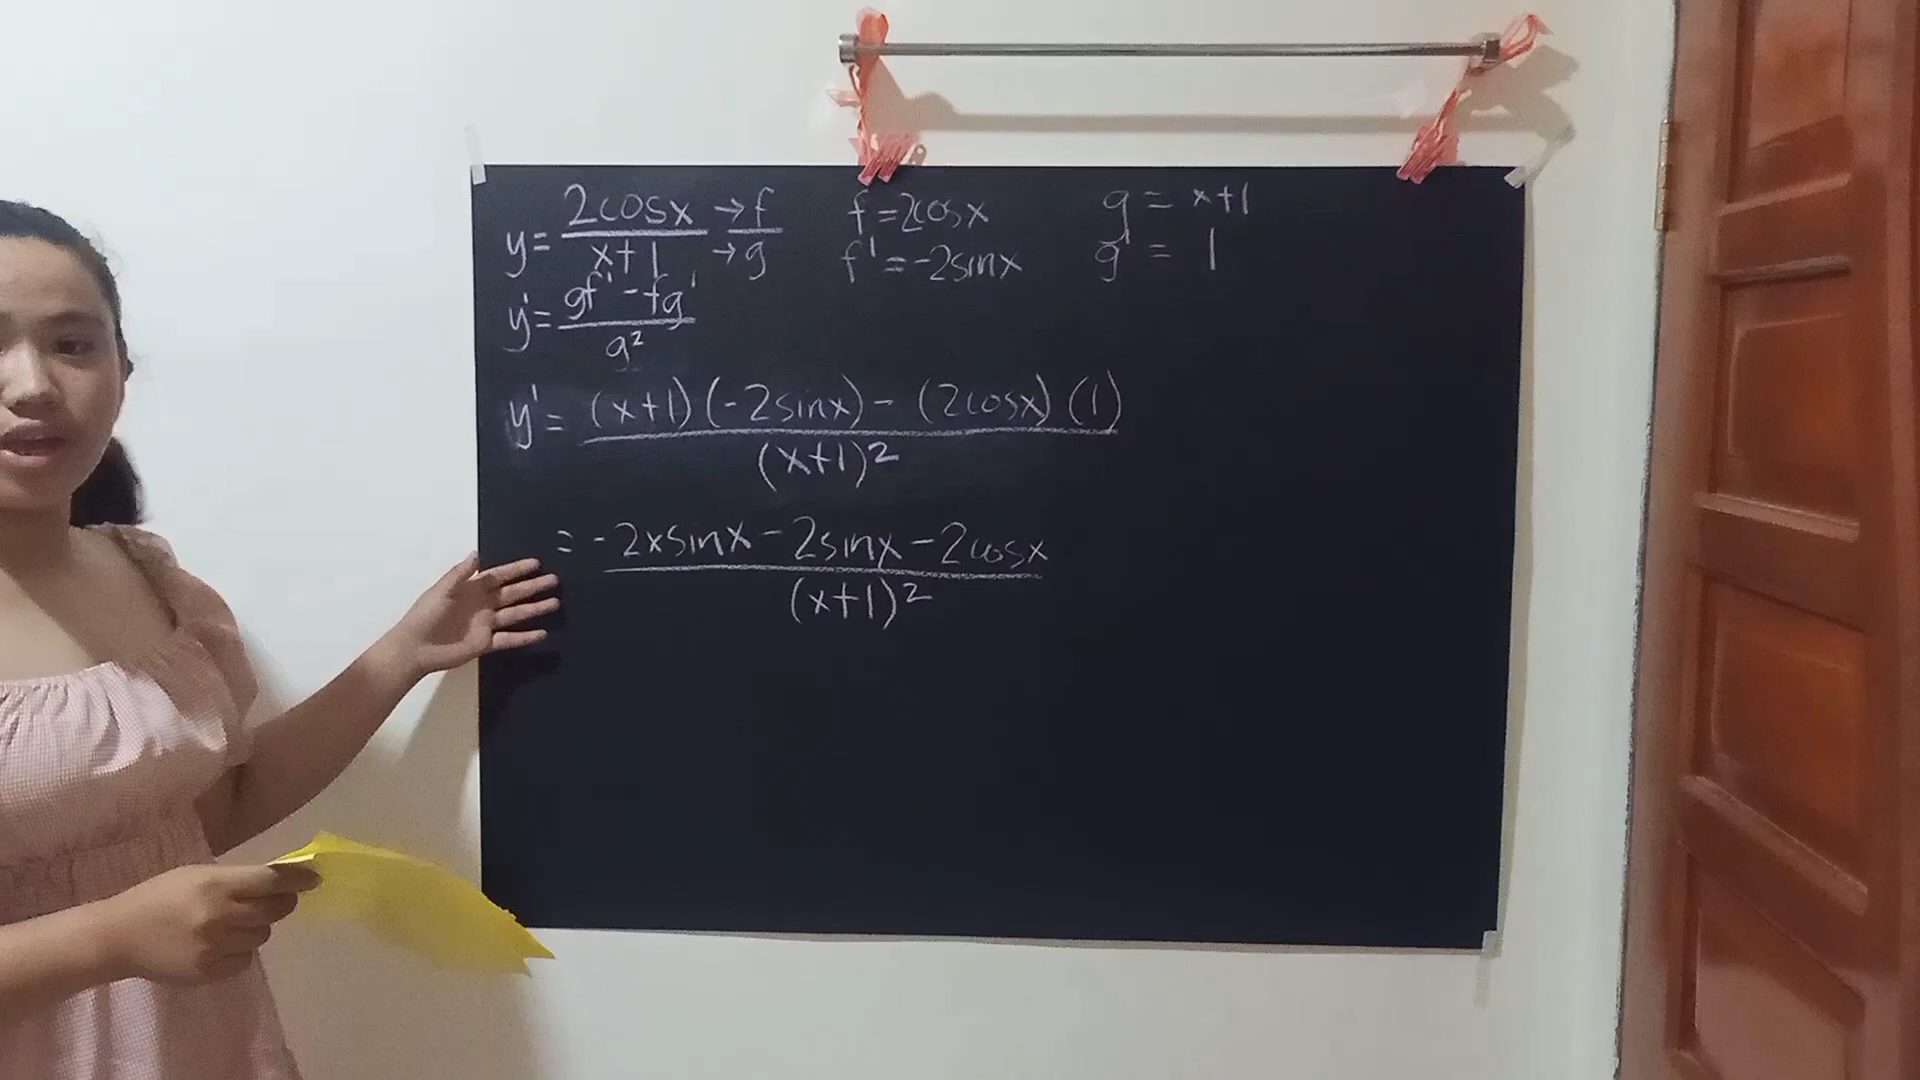 y = 2cosx / x+1 → f / → g f = 2cosx g = x+1
f' = -2sinx g' = 1
y' = gf' - fg' / g²
y' = (x+1)(-2sinx) - (2cosx)(1) / (x+1)²
= -2xsinx - 2sinx - 2cosx / (x+1)²